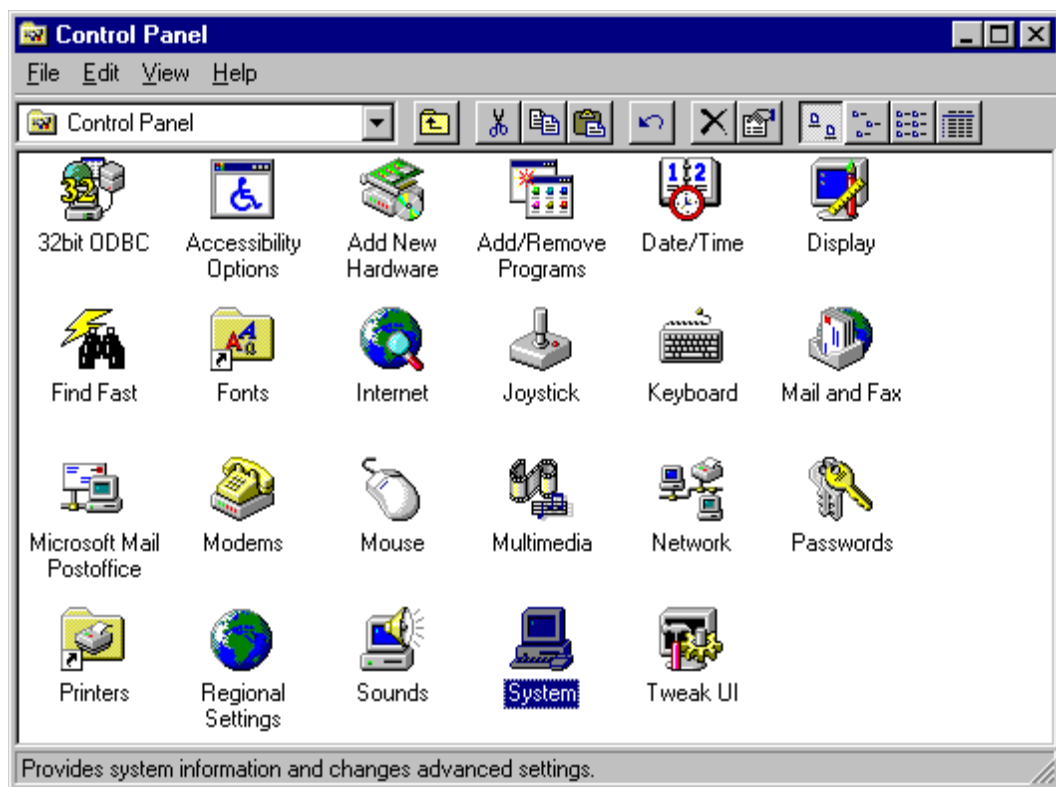 Control Panel
File Edit View Help
Control Panel
32bit ODBC
Accessibility
Options
Add New
Hardware
Add/Remove
Programs
Date/Time
Display
Find Fast
Fonts
Internet
Joystick
Keyboard
Mail and Fax
Microsoft Mail
Postoffice
Modems
Mouse
Multimedia
Network
Passwords
Printers
Regional
Settings
Sounds
System
Tweak UI
Provides system information and changes advanced settings.